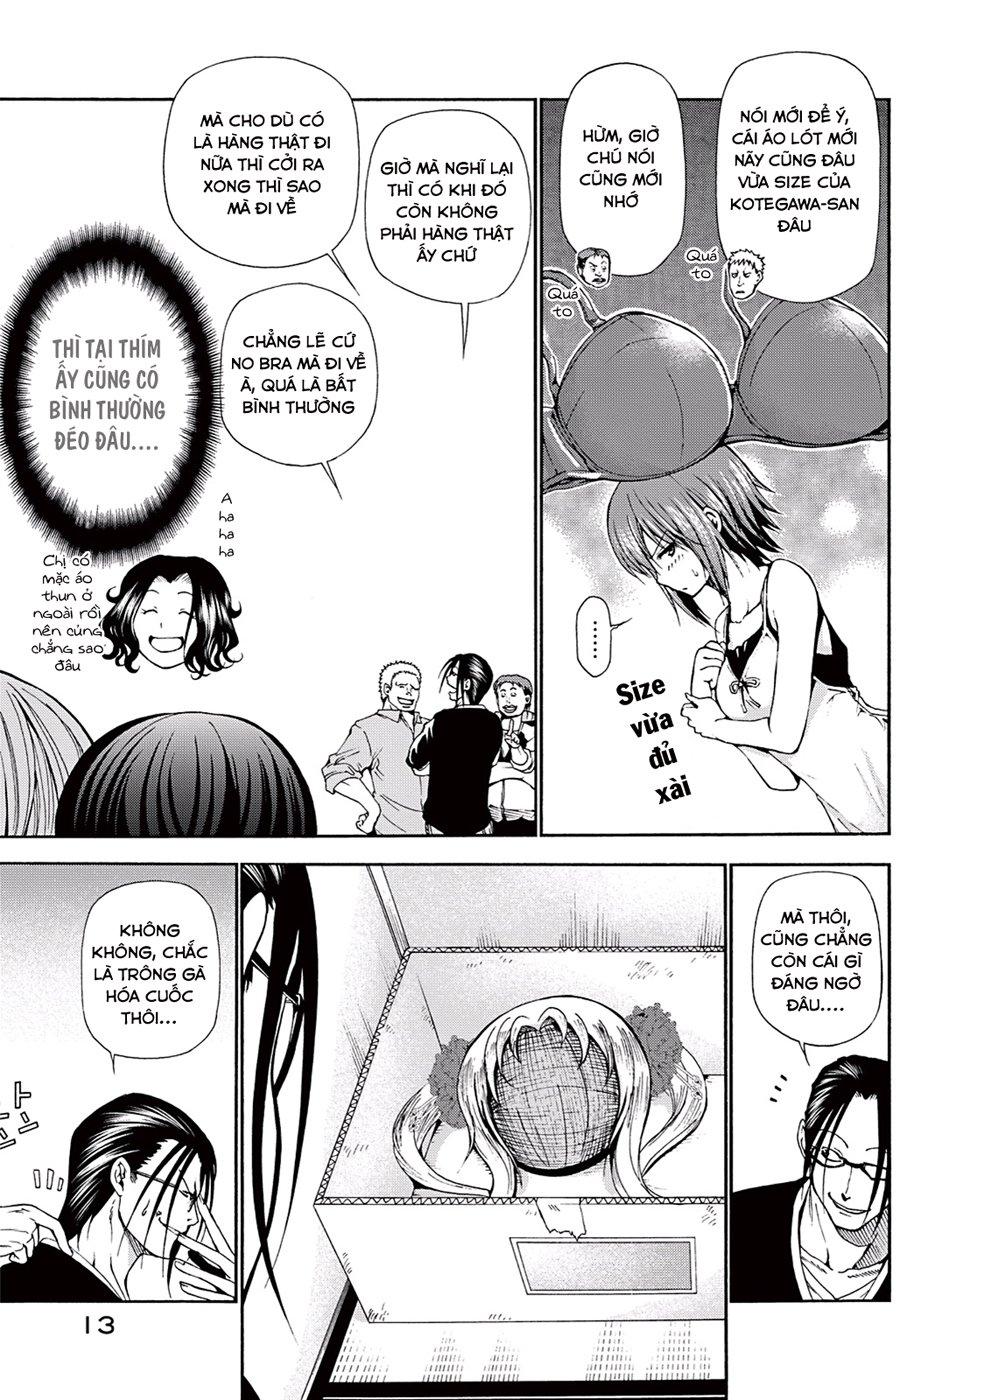 NÓI MỚI ĐỂ Ý,
CÁI ÁO LÓT MỚI
NÃY CŨNG ĐÂU
VỪA SIZE CỦA
KOTEGAWA-SAN
ĐÂU
HỪM, GIỜ
CHÚ NÓI
CŨNG MỚI
NHỚ
Quá
to
Quá
to
.......
Size
vừa
đủ
xài
GIỜ MÀ NGHĨ LẠI
THÌ CÓ KHI ĐÓ
CÒN KHÔNG
PHẢI HÀNG THẬT
ẤY CHỨ
MÀ CHO DÙ CÓ
LÀ HÀNG THẬT ĐI
NỮA THÌ CỞI RA
XONG THÌ SAO
MÀ ĐI VỀ
CHẲNG LẼ CỨ
NO BRA MÀ ĐI VỀ
À, QUÁ LÀ BẤT
BÌNH THƯỜNG
THÌ TẠI THÍM
ẤY CŨNG CÓ
BÌNH THƯỜNG
ĐÉO ĐÂU....
A
ha
ha
ha
Chị có
mặc áo
thun ở
ngoài rồi
nên cũng
chẳng sao
đâu
MÀ THÔI,
CŨNG CHẲNG
CÒN CÁI GÌ
ĐÁNG NGỜ
ĐÂU....
KHÔNG
KHÔNG, CHẮC
LÀ TRÔNG GÀ
HÓA CUỐC
THÔI...
13